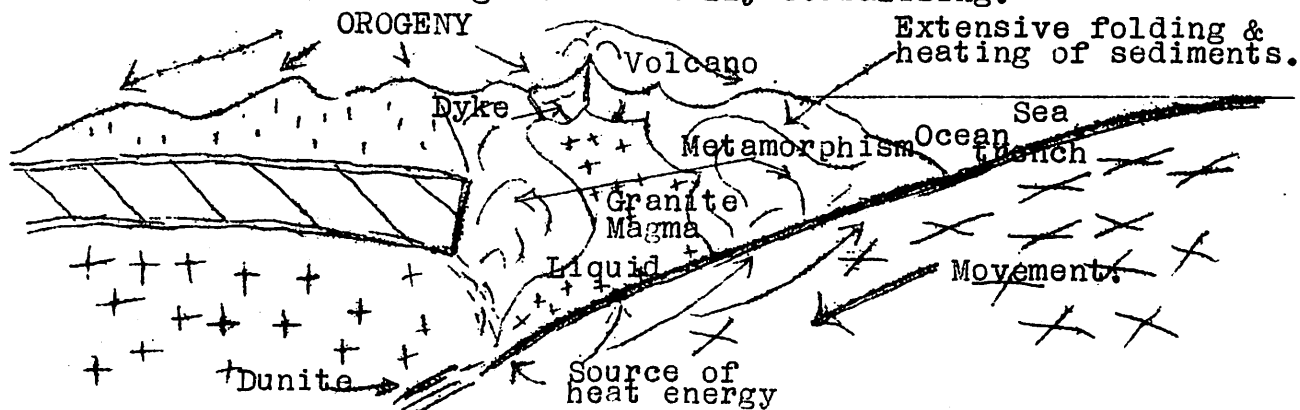 OROGENY
Extensive folding &
heating of sediments.
Volcano
Dyke
Sea
Ocean
trench
Metamorphism
Granite
Magma
Liquid
Movement.
Dunite
Source of
heat energy